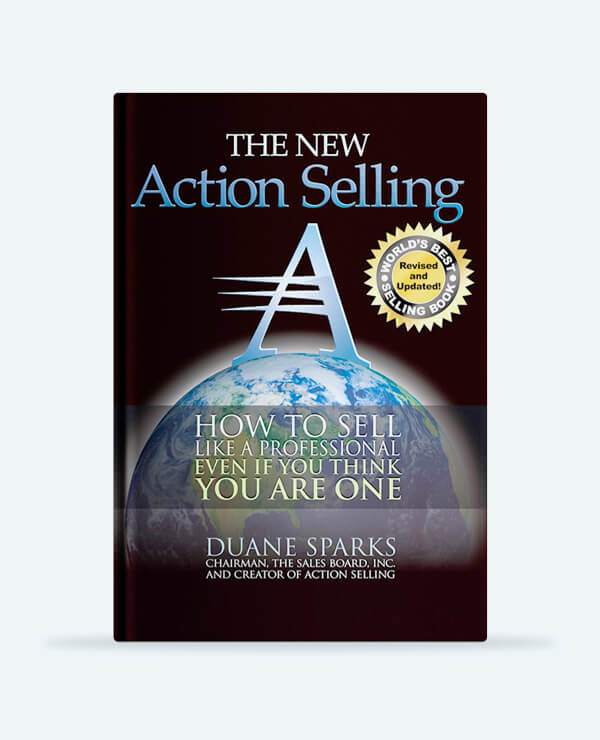 THE NEW
Action Selling
A
WORLD'S BEST
Revised
and
Updated!
SELLING BOOK
HOW TO SELL
LIKE A PROFESSIONAL
EVEN IF YOU THINK
YOU ARE ONE
DUANE SPARKS
CHAIRMAN, THE SALES BOARD, INC.
AND CREATOR OF ACTION SELLING